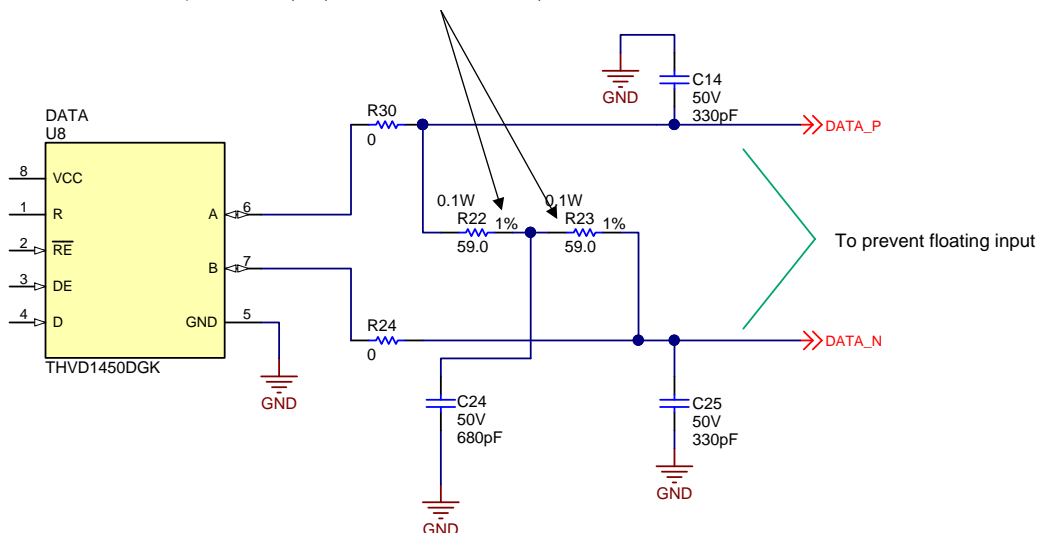 C14
50V
330pF
GND
DATA
U8
R30
0
DATA_P
8
VCC
1
R
A
6
0.1W
0.1W
R22
1%
R23
1%
59.0
59.0
2
RE
To prevent floating input
3
DE
B
7
4
D
GND
5
R24
0
DATA_N
THVD1450DGK
GND
C24
50V
680pF
C25
50V
330pF
GND
GND